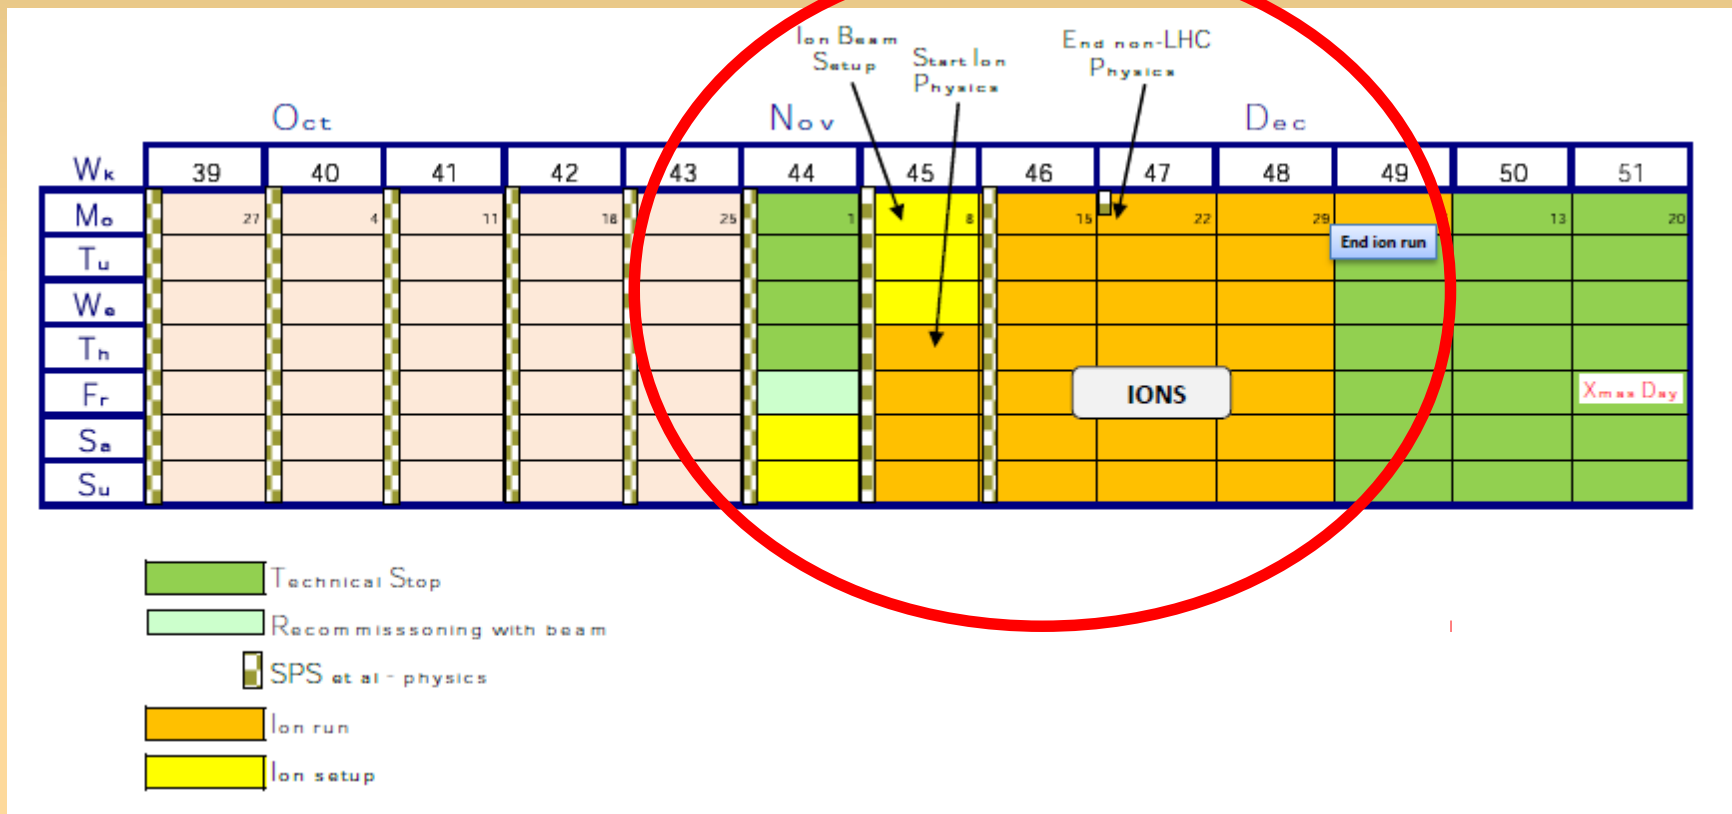 Ion Beam
Setup
Start Ion
Physics
End non-LHC
Physics
Oct Nov Dec
Wk 39 40 41 42 43 44 45 46 47 48 49 50 51
Mo 27 4 11 18 25 1 8 15 22 29 13 20
Tu End ion run
We
Th
Fr IONS Xmas Day
Sa
Su
Technical Stop
Recommisssoning with beam
SPS et al - physics
Ion run
Ion setup